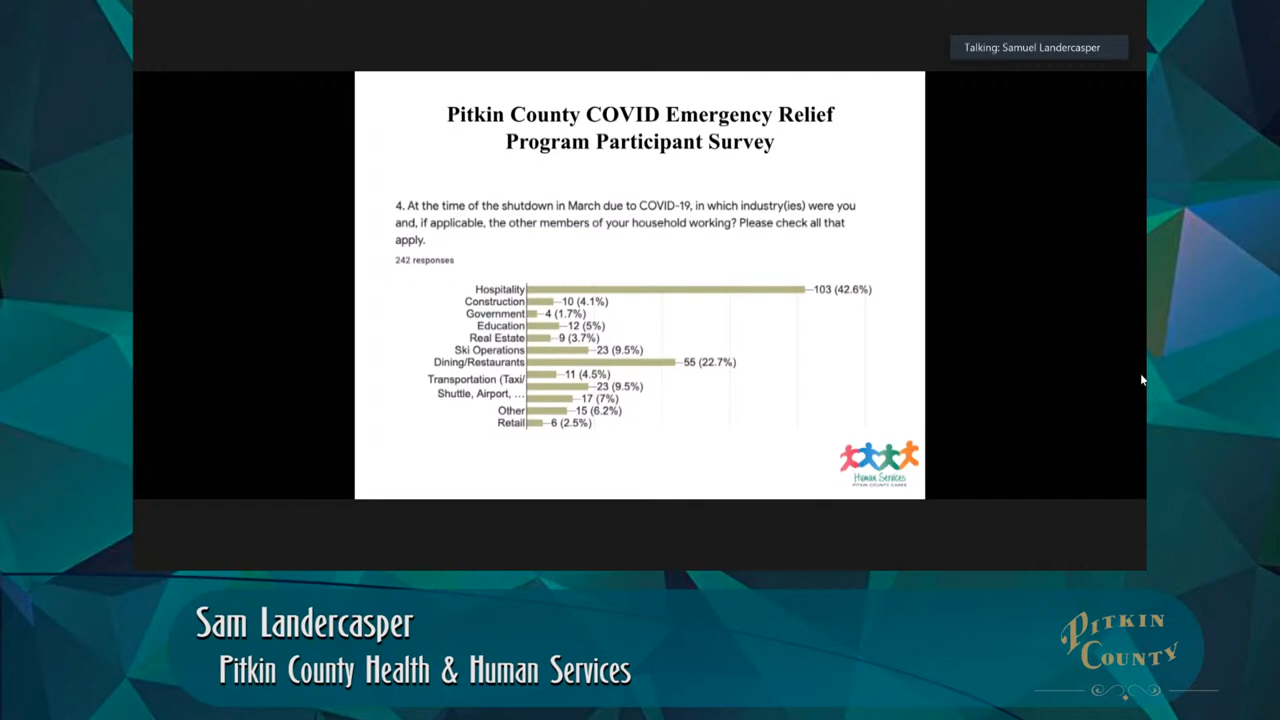 Talking: Samuel Landercasper
Pitkin County COVID Emergency Relief
Program Participant Survey
4. At the time of the shutdown in March due to COVID-19, in which industry(ies) were you
and, if applicable, the other members of your household working? Please check all that
apply.
242 responses
Hospitality 103 (42.6%)
Construction 10 (4.1%)
Government 4 (1.7%)
Education 12 (5%)
Real Estate 9 (3.7%)
Ski Operations 23 (9.5%)
Dining/Restaurants 55 (22.7%)
11 (4.5%)
Transportation (Taxi/
23 (9.5%)
Shuttle, Airport, ...
17 (7%)
Other 15 (6.2%)
Retail 6 (2.5%)
Human Services
PITKIN COUNTY CARES
Sam Landercasper
Pitkin County Health & Human Services
PITKIN
COUNTY